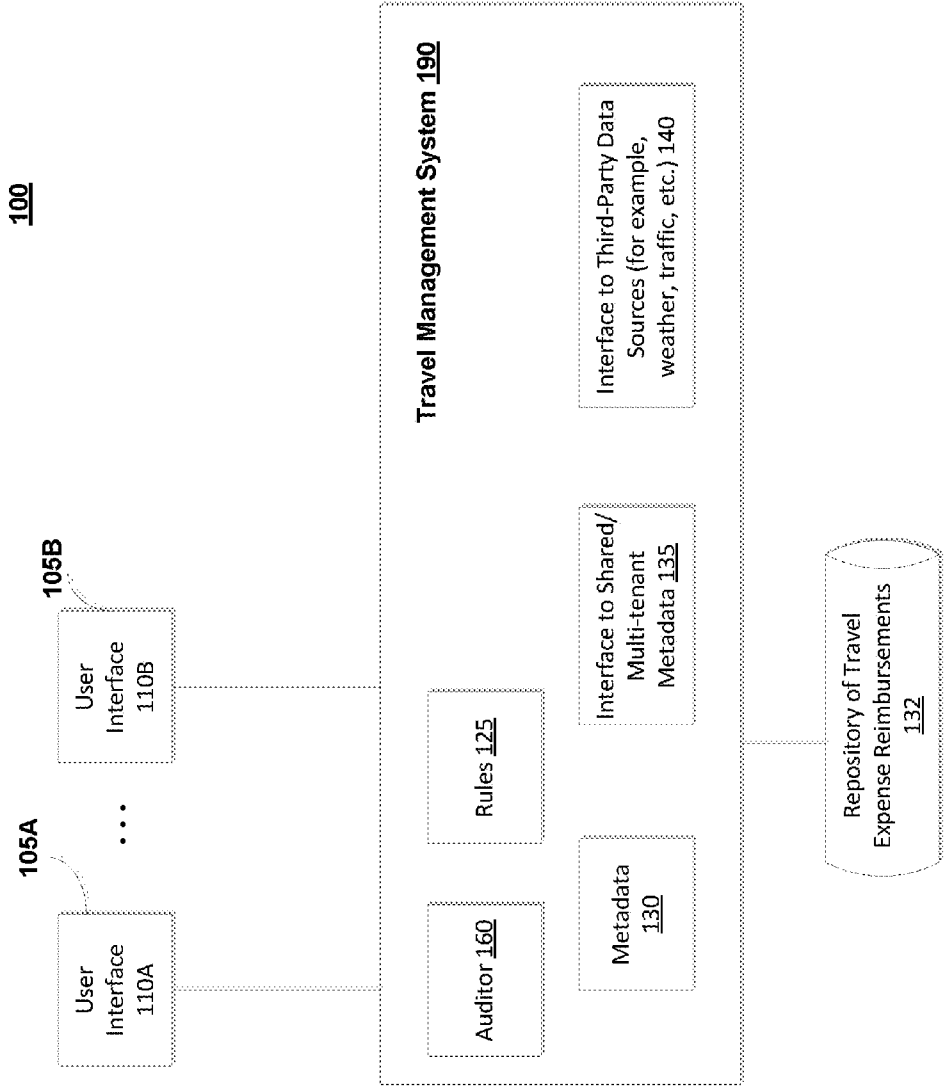 100
105A
105B
User
Interface
110A
. . .
User
Interface
110B
Travel Management System 190
Auditor 160
Rules 125
Metadata
130
Interface to Shared/
Multi-tenant
Metadata 135
Interface to Third-Party Data
Sources (for example,
weather, traffic, etc.) 140
Repository of Travel
Expense Reimbursements
132